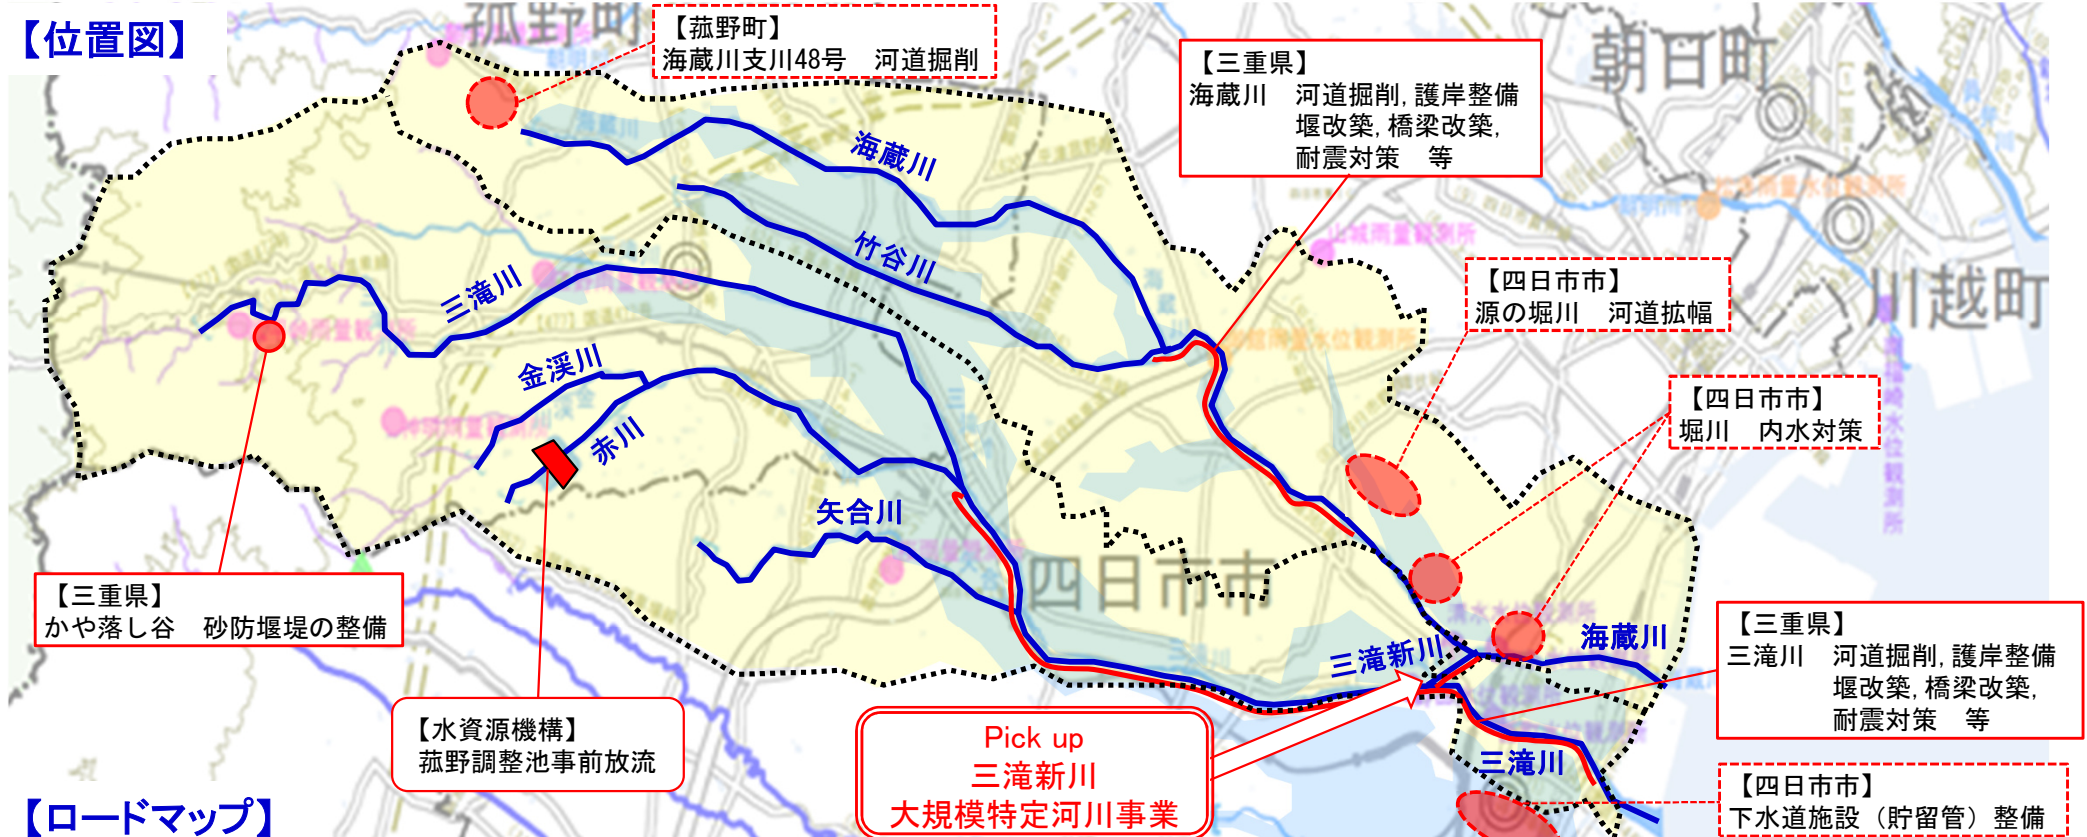 【位置図】
【菰野町】
海蔵川支川48号　河道掘削
【三重県】
海蔵川　河道掘削, 護岸整備
堰改築, 橋梁改築,
耐震対策　等
菰野町
朝日町
川越町
四日市市
【四日市市】
源の堀川　河道拡幅
【四日市市】
堀川　内水対策
海蔵川
竹谷川
三滝川
金渓川
赤川
矢合川
山城雨量観測所
三滝新川
海蔵川
三滝川
【三重県】
かや落し谷　砂防堰堤の整備
【水資源機構】
菰野調整池事前放流
Pick up
三滝新川
大規模特定河川事業
【三重県】
三滝川　河道掘削, 護岸整備
堰改築, 橋梁改築,
耐震対策　等
【四日市市】
下水道施設（貯留管）整備
【ロードマップ】